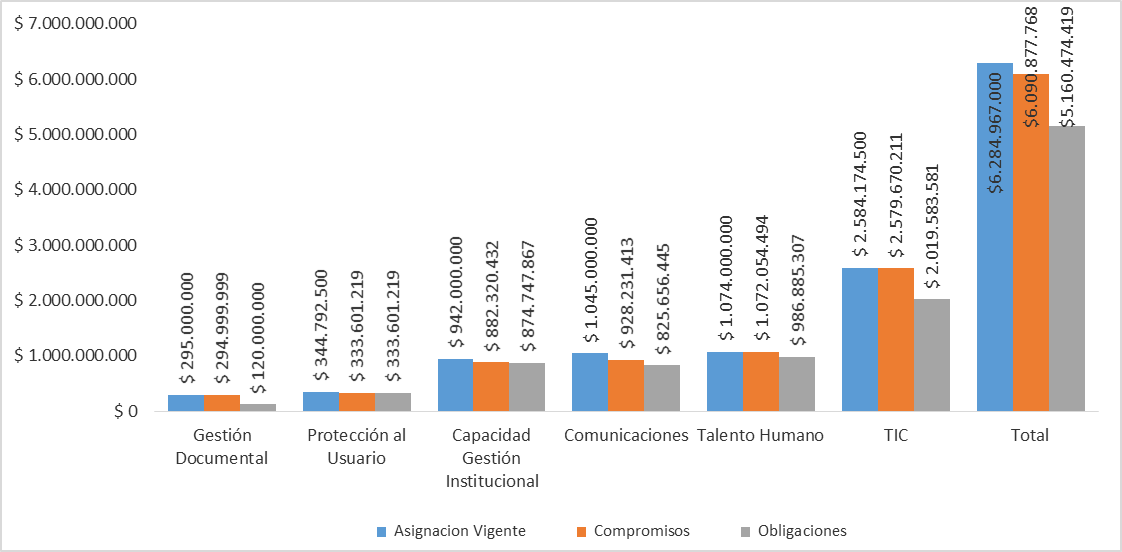 $ 7.000.000.000
$ 6.000.000.000
$ 5.000.000.000
$ 4.000.000.000
$ 3.000.000.000
$ 2.000.000.000
$ 1.000.000.000
$ 0
$ 295.000.000
$ 294.999.999
$ 120.000.000
$ 344.792.500
$ 333.601.219
$ 333.601.219
$ 942.000.000
$ 882.320.432
$ 874.747.867
$ 1.045.000.000
$ 928.231.413
$ 825.656.445
$ 1.074.000.000
$ 1.072.054.494
$ 986.885.307
$ 2.584.174.500
$ 2.579.670.211
$ 2.019.583.581
$6.284.967.000
$6.090.877.768
$5.160.474.419
Gestión
Documental
Protección al
Usuario
Capacidad
Gestión
Institucional
Comunicaciones
Talento Humano
TIC
Total
Asignacion Vigente
Compromisos
Obligaciones